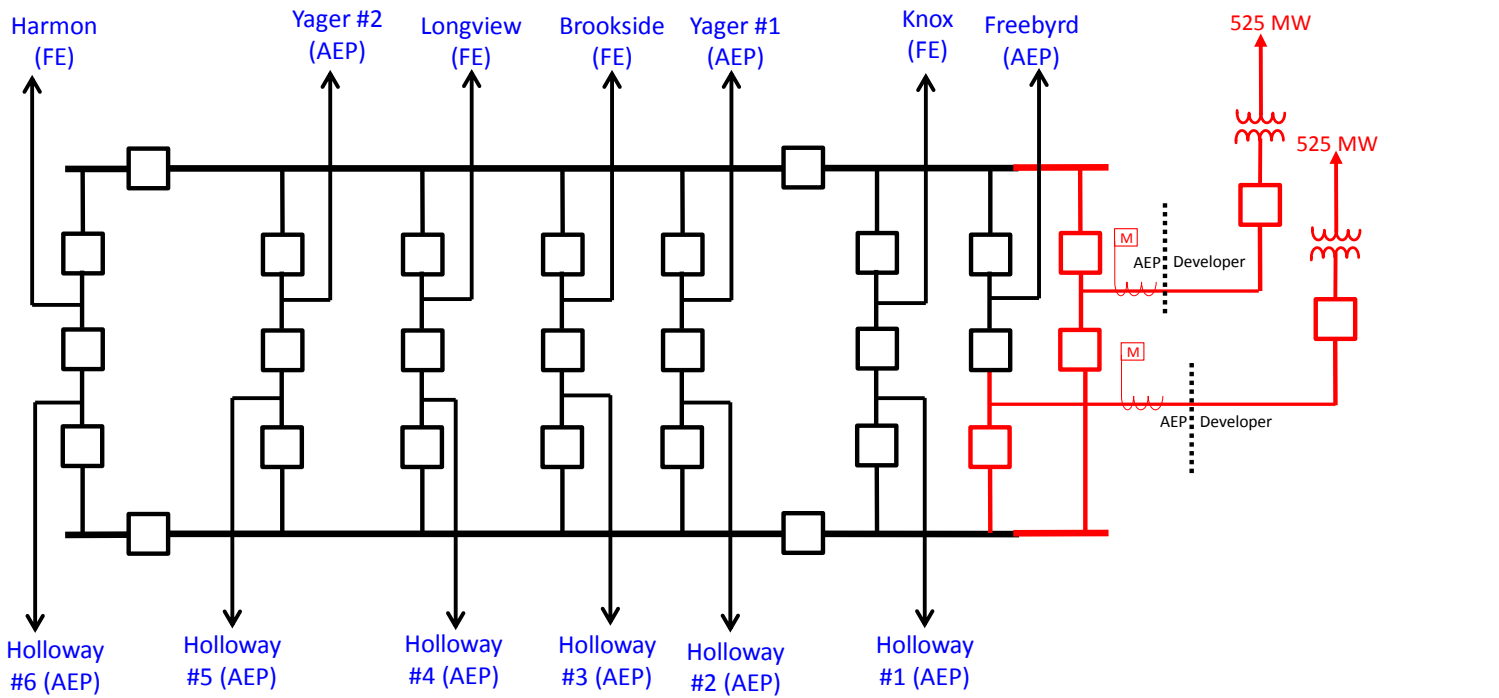 Harmon
(FE)
Yager #2
(AEP)
Longview
(FE)
Brookside
(FE)
Yager #1
(AEP)
Knox
(FE)
Freebyrd
(AEP)
525 MW
525 MW
M
AEP
Developer
M
AEP
Developer
Holloway
#6 (AEP)
Holloway
#5 (AEP)
Holloway
#4 (AEP)
Holloway
#3 (AEP)
Holloway
#2 (AEP)
Holloway
#1 (AEP)